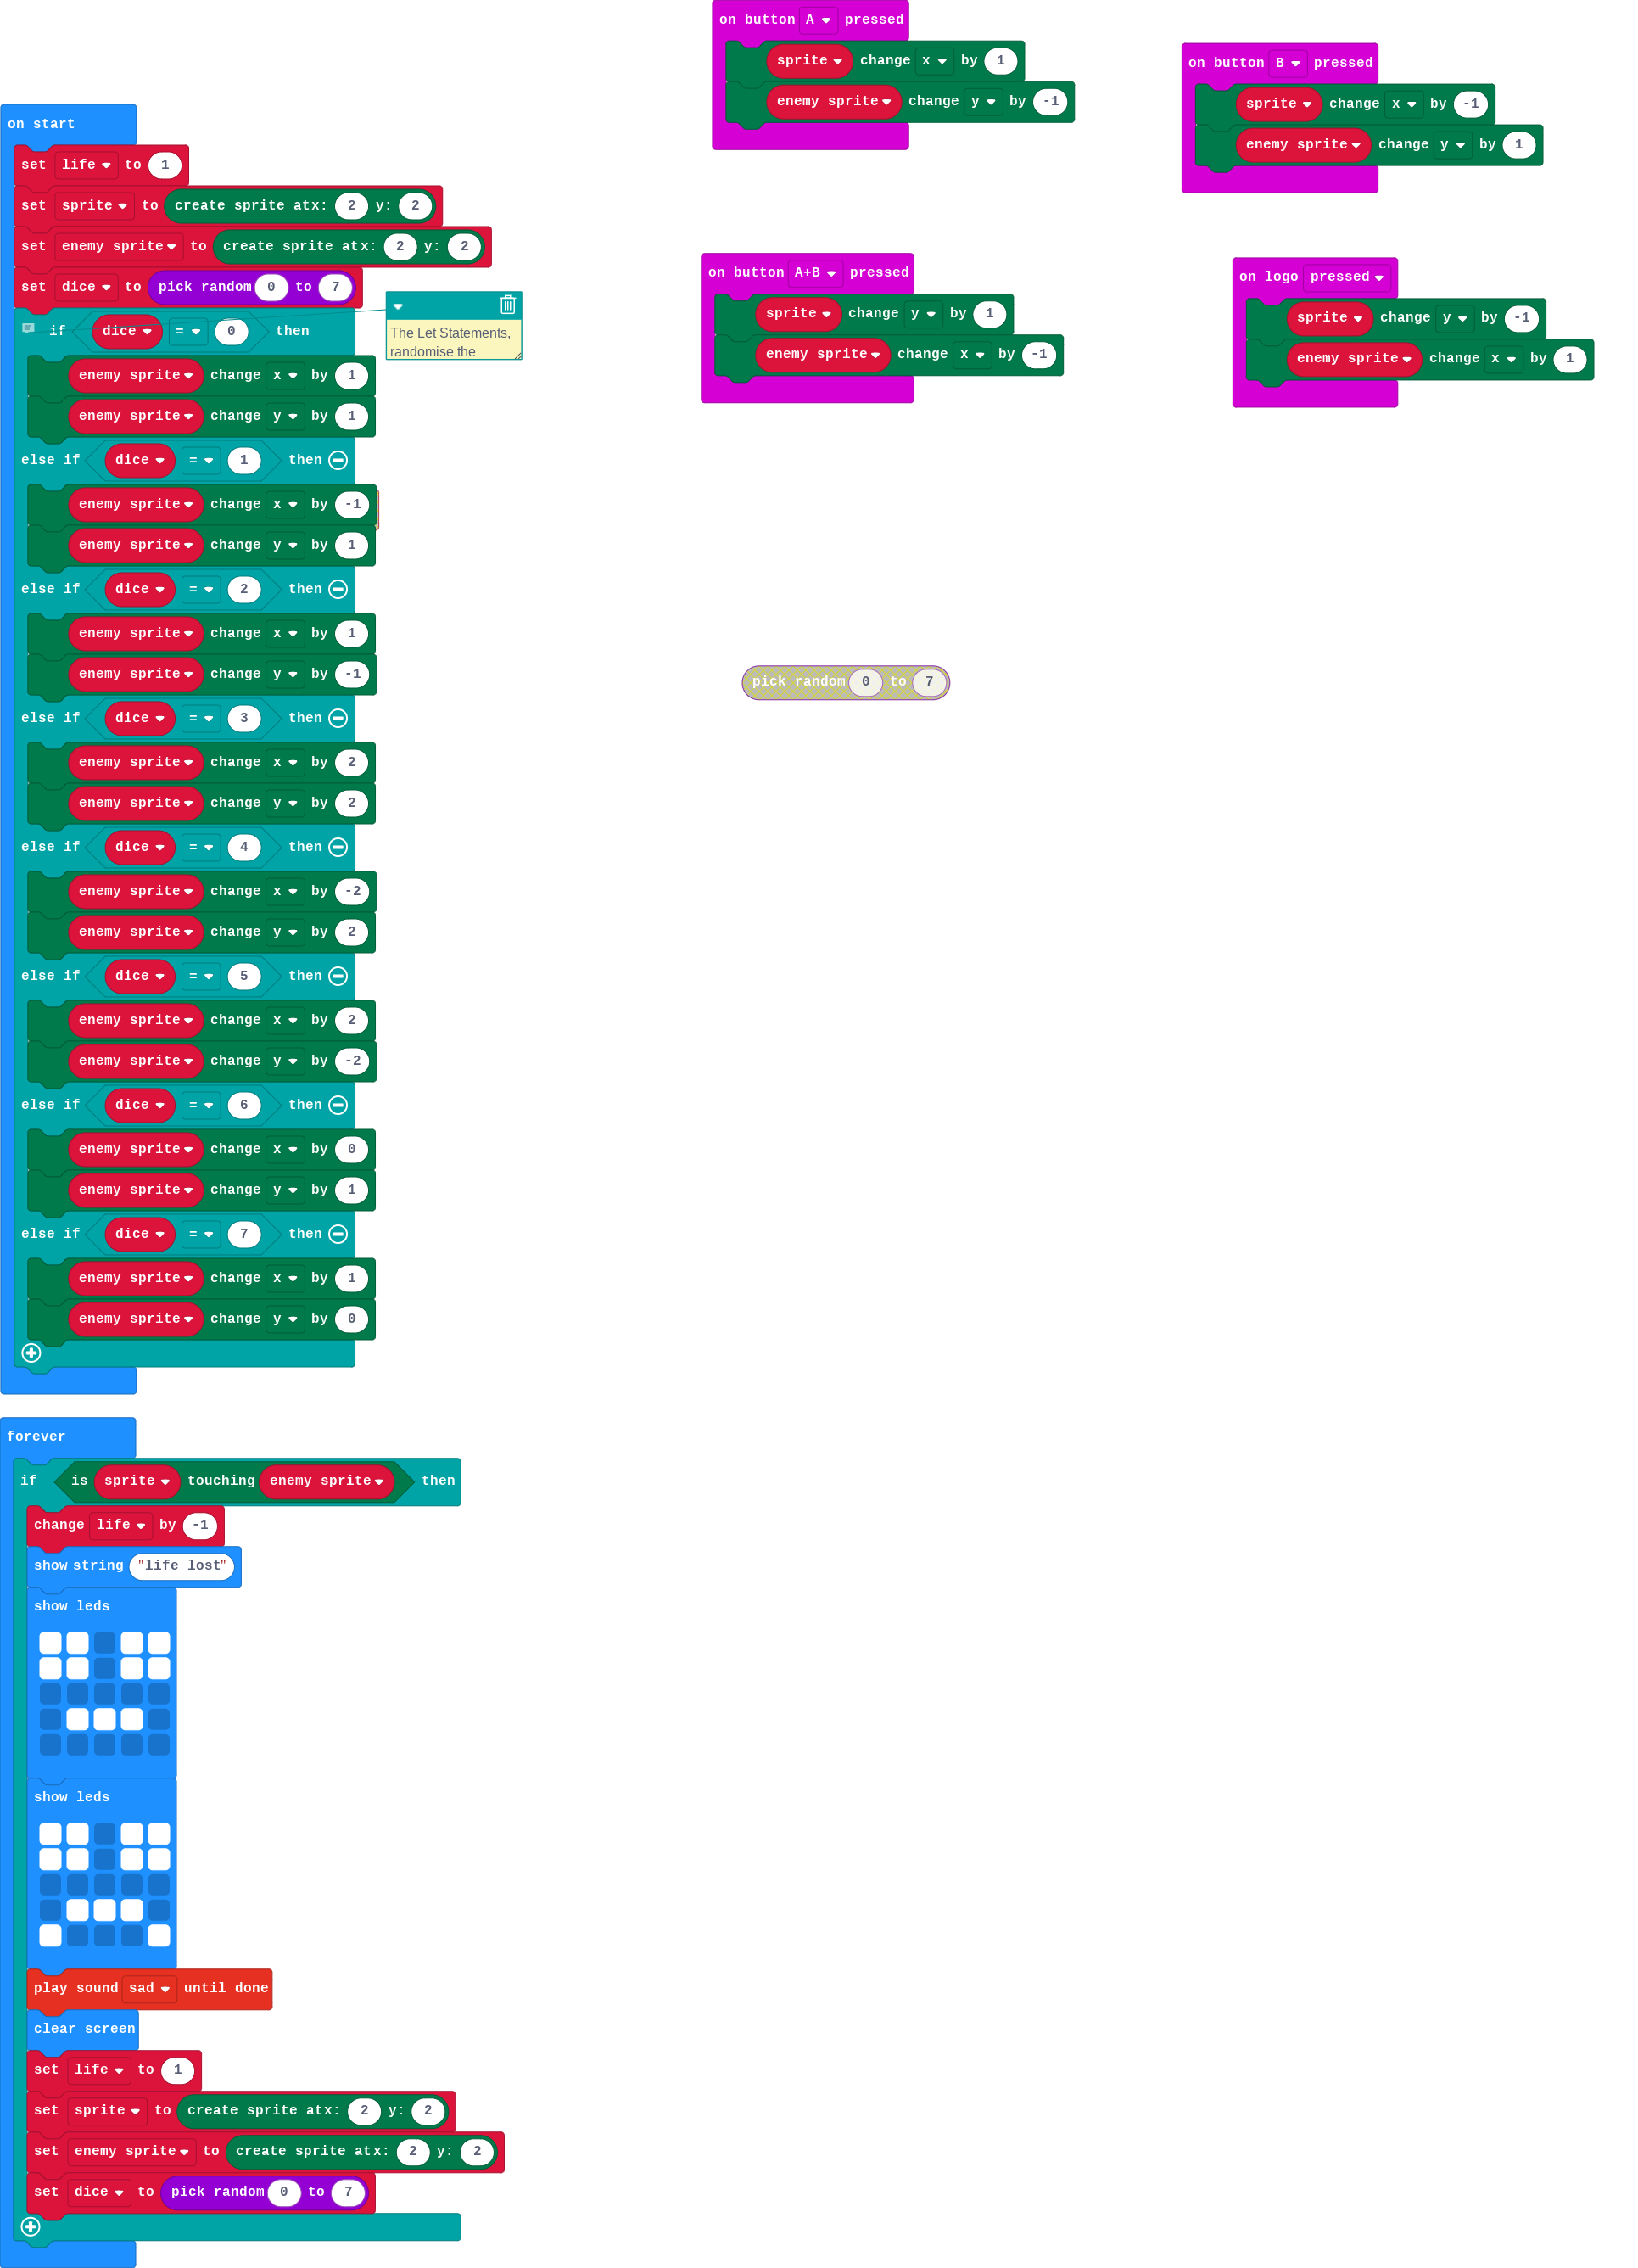 on start
set life to 1
set sprite to create sprite at x: 2 y: 2
set enemy sprite to create sprite at x: 2 y: 2
set dice to pick random 0 to 7
if dice = 0 then
The Let Statements,
randomise the
enemy sprite change x by 1
enemy sprite change y by 1
else if dice = 1 then
enemy sprite change x by -1
enemy sprite change y by 1
else if dice = 2 then
enemy sprite change x by 1
enemy sprite change y by -1
else if dice = 3 then
enemy sprite change x by 2
enemy sprite change y by 2
else if dice = 4 then
enemy sprite change x by -2
enemy sprite change y by 2
else if dice = 5 then
enemy sprite change x by 2
enemy sprite change y by -2
else if dice = 6 then
enemy sprite change x by 0
enemy sprite change y by 1
else if dice = 7 then
enemy sprite change x by 1
enemy sprite change y by 0
forever
if is sprite touching enemy sprite then
change life by -1
show string "life lost"
show leds
show leds
play sound sad until done
clear screen
set life to 1
set sprite to create sprite at x: 2 y: 2
set enemy sprite to create sprite at x: 2 y: 2
set dice to pick random 0 to 7
on button A pressed
sprite change x by 1
enemy sprite change y by -1
on button B pressed
sprite change x by -1
enemy sprite change y by 1
on button A+B pressed
sprite change y by 1
enemy sprite change x by -1
on logo pressed
sprite change y by -1
enemy sprite change x by 1
pick random 0 to 7